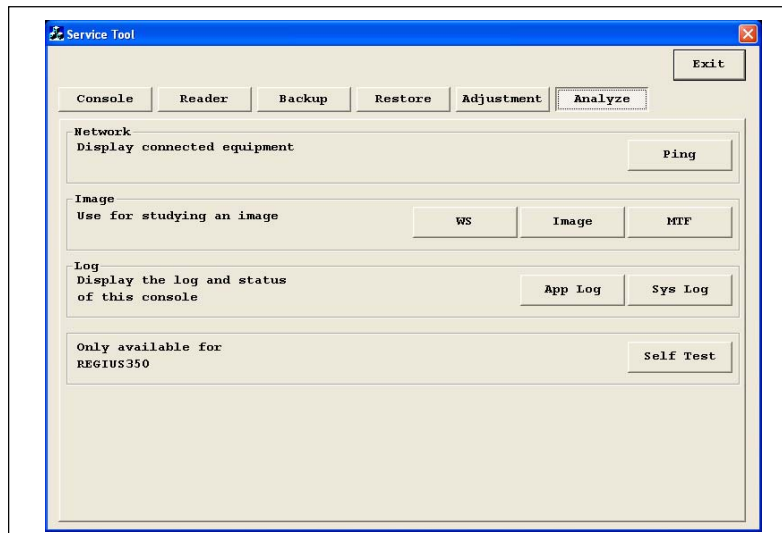 Service Tool
Exit
Console Reader Backup Restore Adjustment Analyze
Network
Display connected equipment
Ping
Image
Use for studying an image
WS Image MTF
Log
Display the log and status
of this console
App Log Sys Log
Only available for
REGIUS350
Self Test